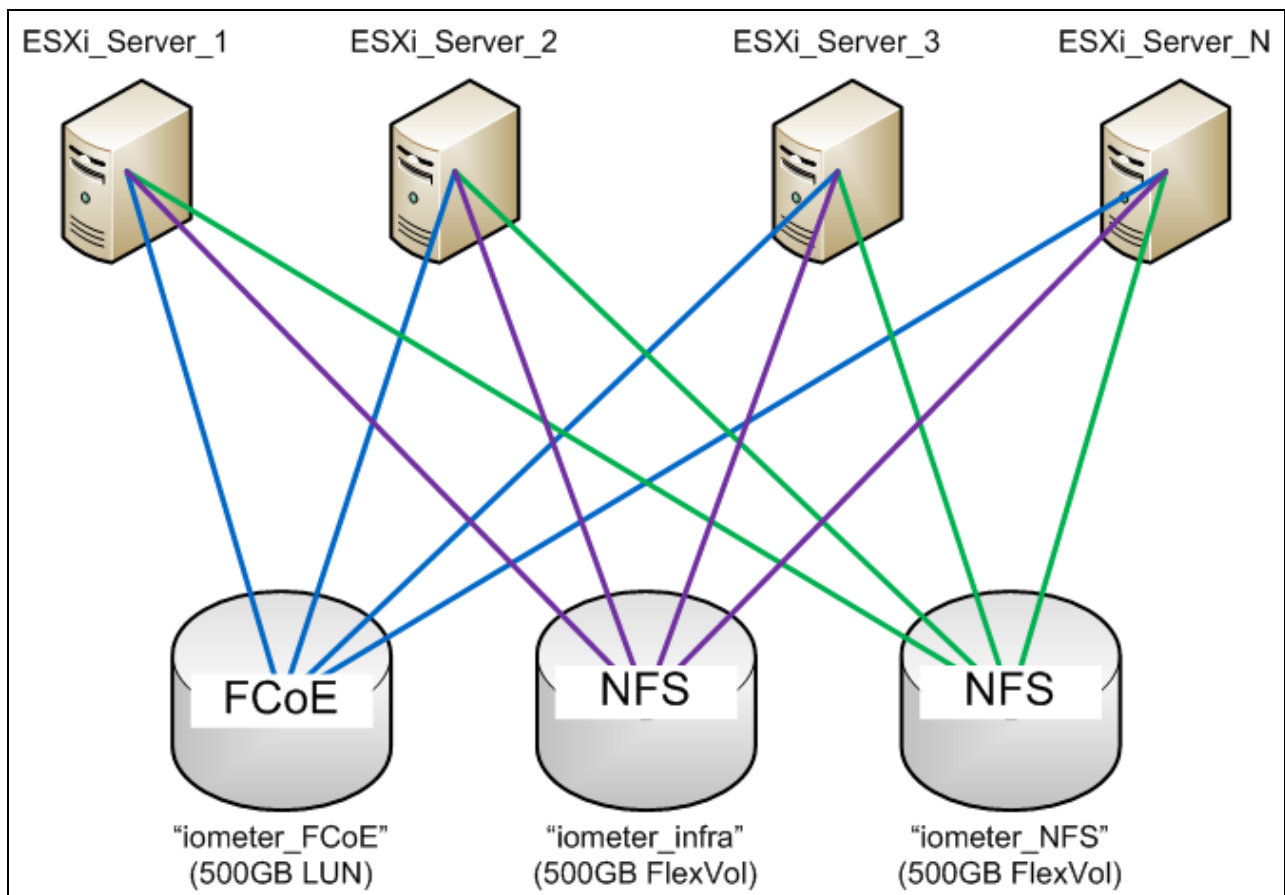 ESXi_Server_1 ESXi_Server_2 ESXi_Server_3 ESXi_Server_N
FCoE NFS NFS
“iometer_FCoE” “iometer_infra” “iometer_NFS”
(500GB LUN) (500GB FlexVol) (500GB FlexVol)